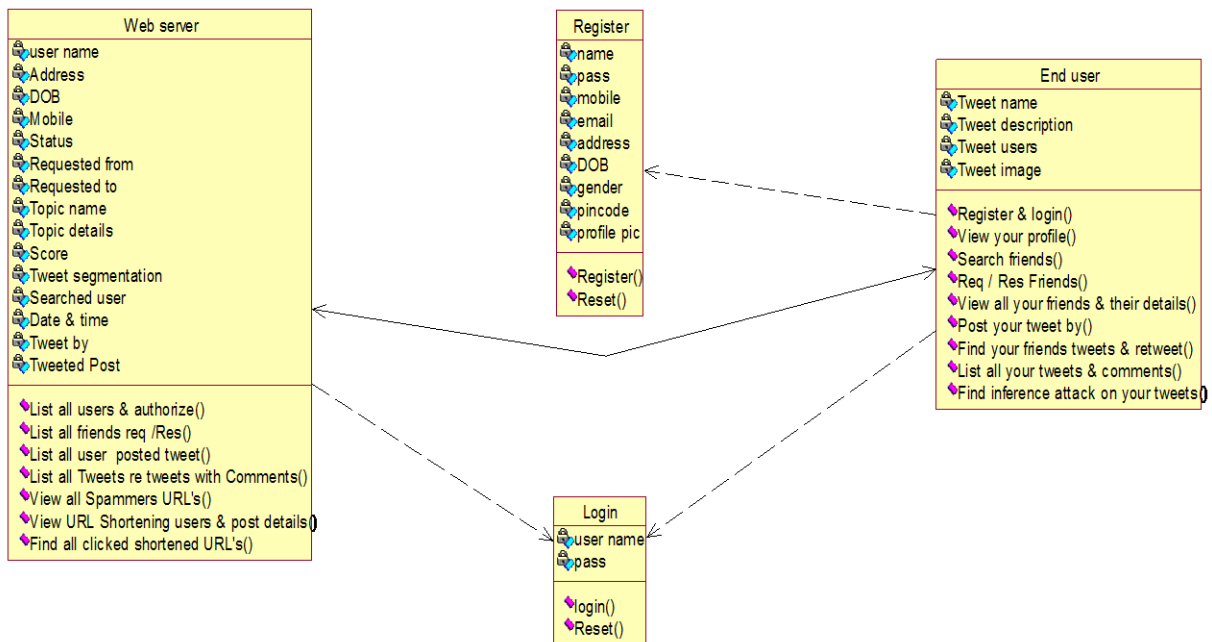 Web server
user name
Address
DOB
Mobile
Status
Requested from
Requested to
Topic name
Topic details
Score
Tweet segmentation
Searched user
Date & time
Tweet by
Tweeted Post
List all users & authorize()
List all friends req /Res()
List all user posted tweet()
List all Tweets re tweets with Comments()
View all Spammers URL's()
View URL Shortening users & post details()
Find all clicked shortened URL's()
Register
name
pass
mobile
email
address
DOB
gender
pincode
profile pic
Register()
Reset()
End user
Tweet name
Tweet description
Tweet users
Tweet image
Register & login()
View your profile()
Search friends()
Req / Res Friends()
View all your friends & their details()
Post your tweet by()
Find your friends tweets & retweet()
List all your tweets & comments()
Find inference attack on your tweets()
Login
user name
pass
login()
Reset()